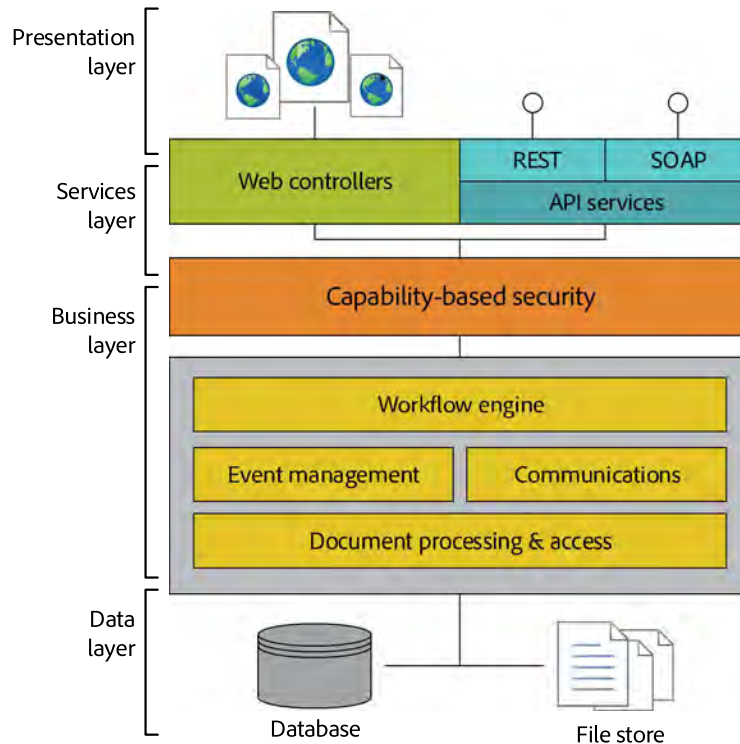 Presentation
layer
REST
SOAP
Web controllers
API services
Services
layer
Capability-based security
Business
layer
Workflow engine
Event management
Communications
Document processing & access
Data
layer
Database
File store